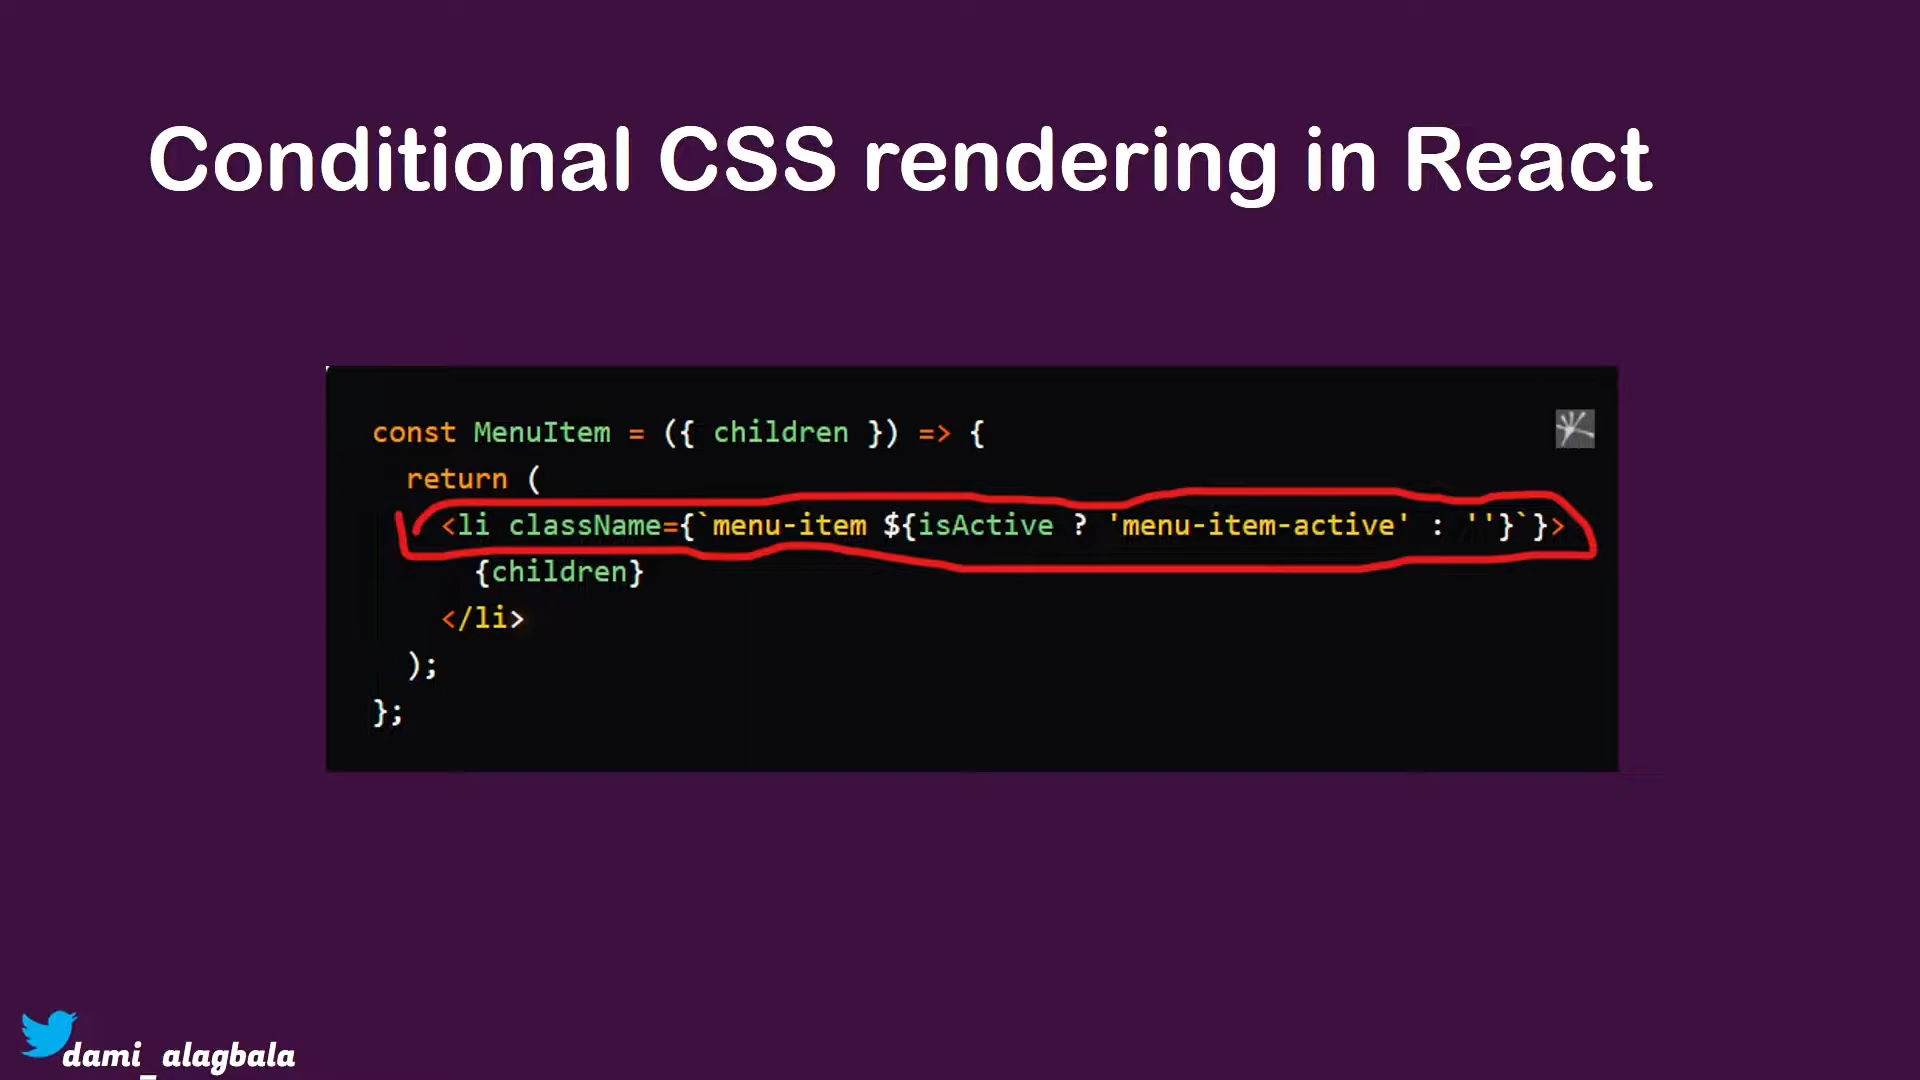 Conditional CSS rendering in React
const MenuItem = ({ children }) => {
return (
<li className={`menu-item ${isActive ? 'menu-item-active' : ''}`}>
{children}
</li>
);
};
dami_alagbala